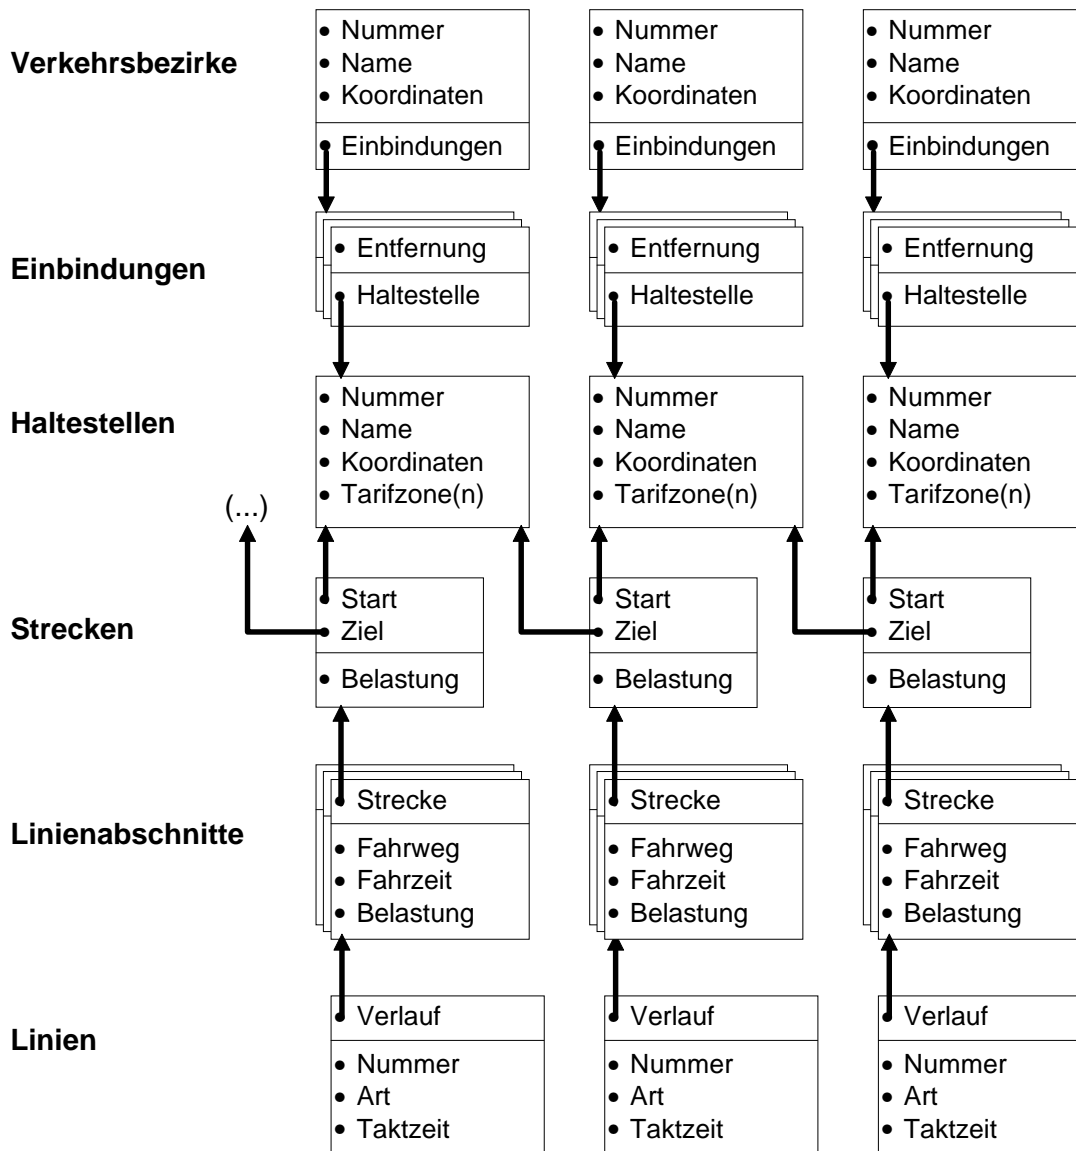 Verkehrsbezirke
• Nummer • Nummer • Nummer
• Name • Name • Name
• Koordinaten • Koordinaten • Koordinaten
• Einbindungen • Einbindungen • Einbindungen
Einbindungen
• Entfernung • Entfernung • Entfernung
• Haltestelle • Haltestelle • Haltestelle
Haltestellen
• Nummer • Nummer • Nummer
• Name • Name • Name
• Koordinaten • Koordinaten • Koordinaten
• Tarifzone(n) • Tarifzone(n) • Tarifzone(n)
(...)
Strecken
• Start • Start • Start
• Ziel • Ziel • Ziel
• Belastung • Belastung • Belastung
Linienabschnitte
• Strecke • Strecke • Strecke
• Fahrweg • Fahrweg • Fahrweg
• Fahrzeit • Fahrzeit • Fahrzeit
• Belastung • Belastung • Belastung
Linien
• Verlauf • Verlauf • Verlauf
• Nummer • Nummer • Nummer
• Art • Art • Art
• Taktzeit • Taktzeit • Taktzeit